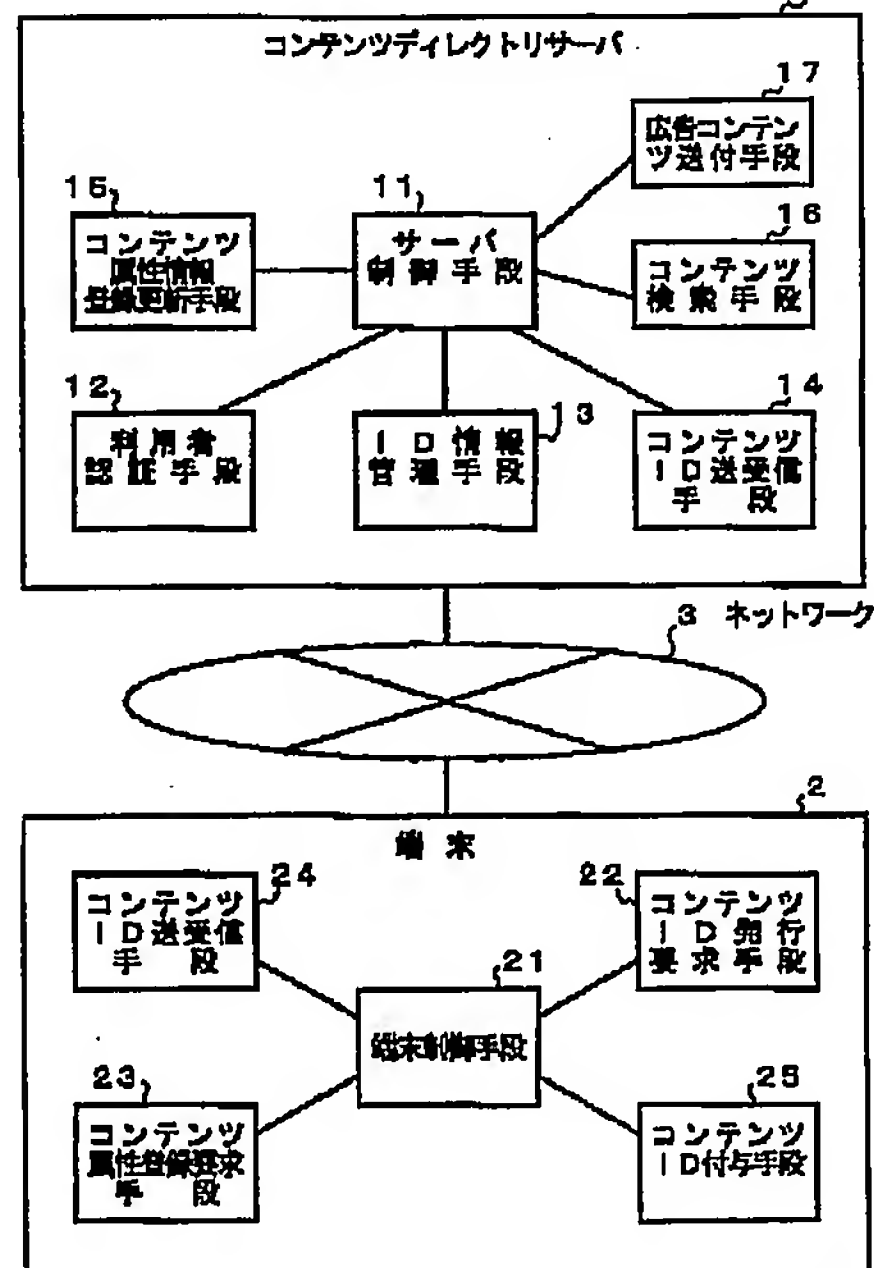 コンテンツディレクトリサーバ
17
広告コンテン
ツ送付手段
15
コンテンツ
属性情報
登録更新手段
11
サーバ
制御手段
16
コンテンツ
検索手段
12
利用者
認証手段
ID情報
管理手段
13
14
コンテンツ
ID送受信
手段
3 ネットワーク
2
端末
24
コンテンツ
ID送受信
手段
22
コンテンツ
ID発行
要求手段
21
端末制御手段
23
コンテンツ
属性登録要求
手段
25
コンテンツ
ID付与手段